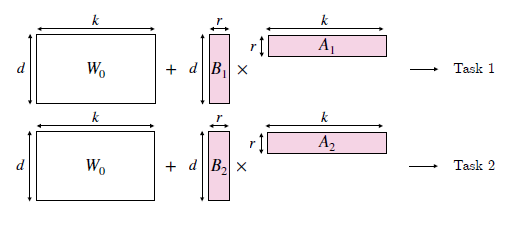 k r k
r A₁
d W₀ + d B₁ × Task 1
k r k
r A₂
d W₀ + d B₂ × Task 2